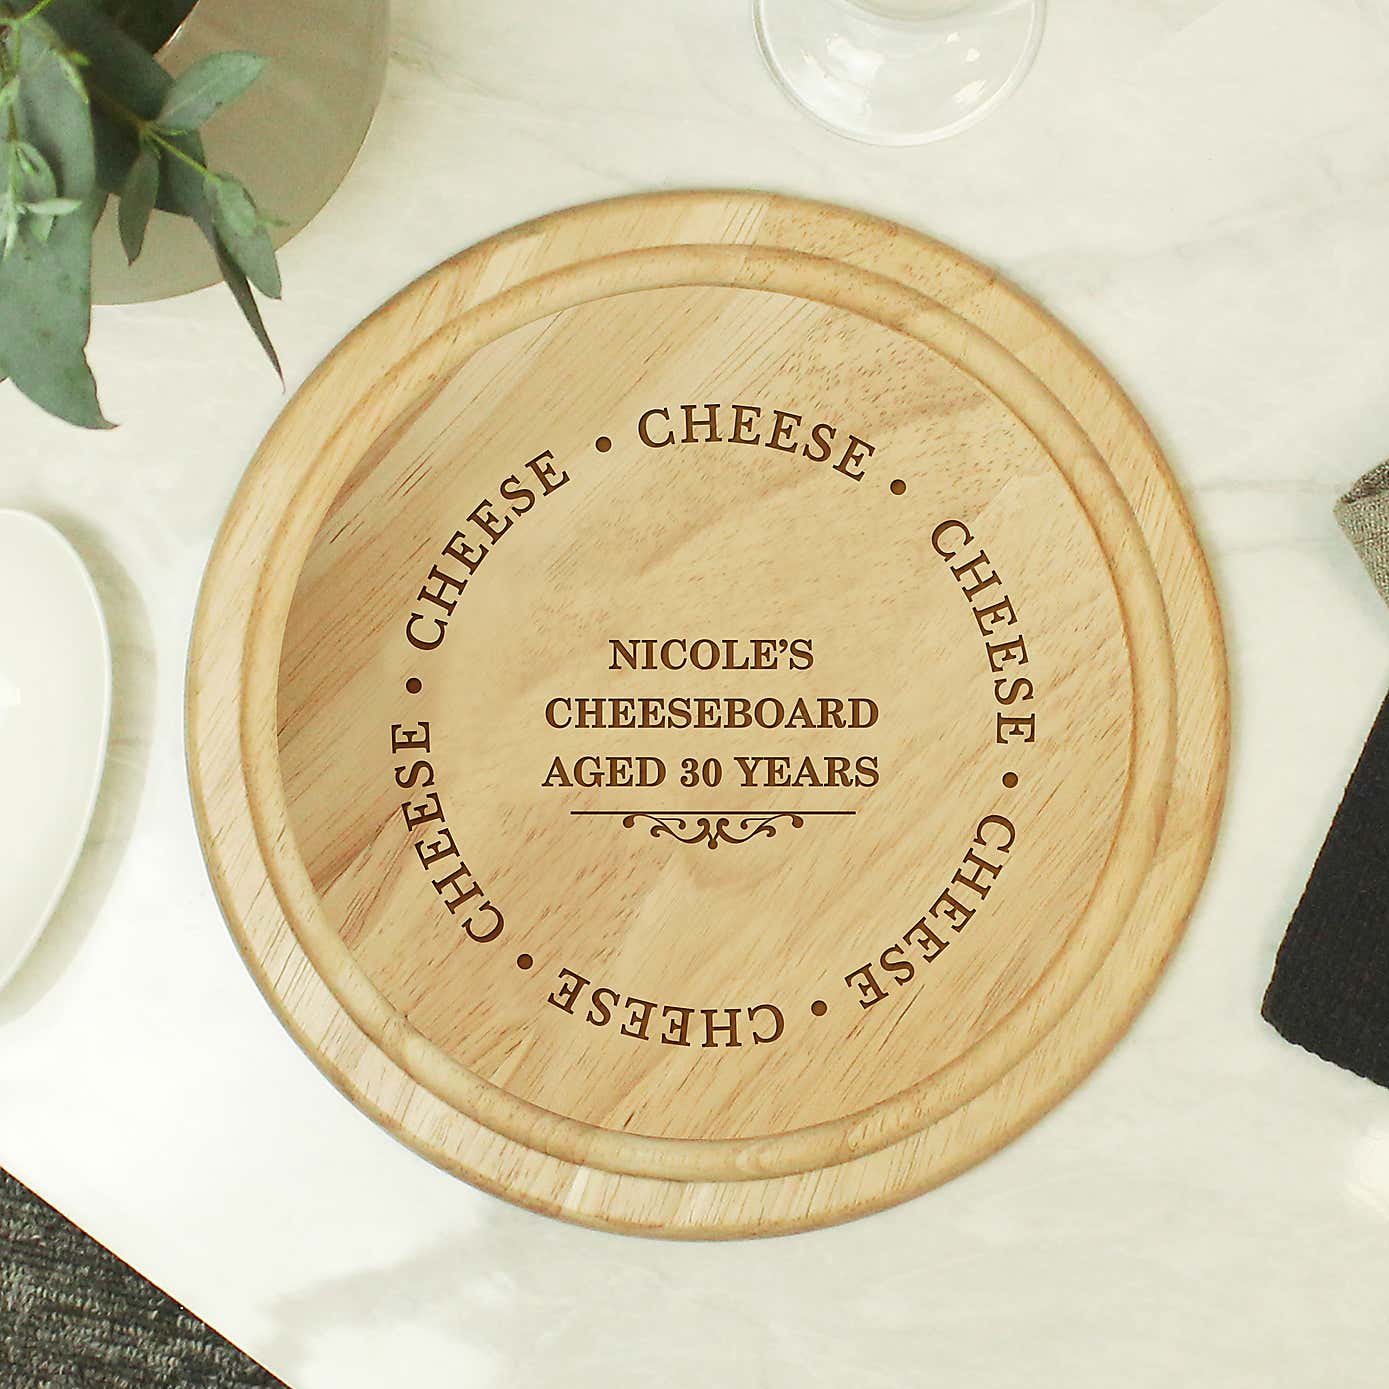 CHEESE • CHEESE • CHEESE • CHEESE • CHEESE • CHEESE •
NICOLE'S
CHEESEBOARD
AGED 30 YEARS